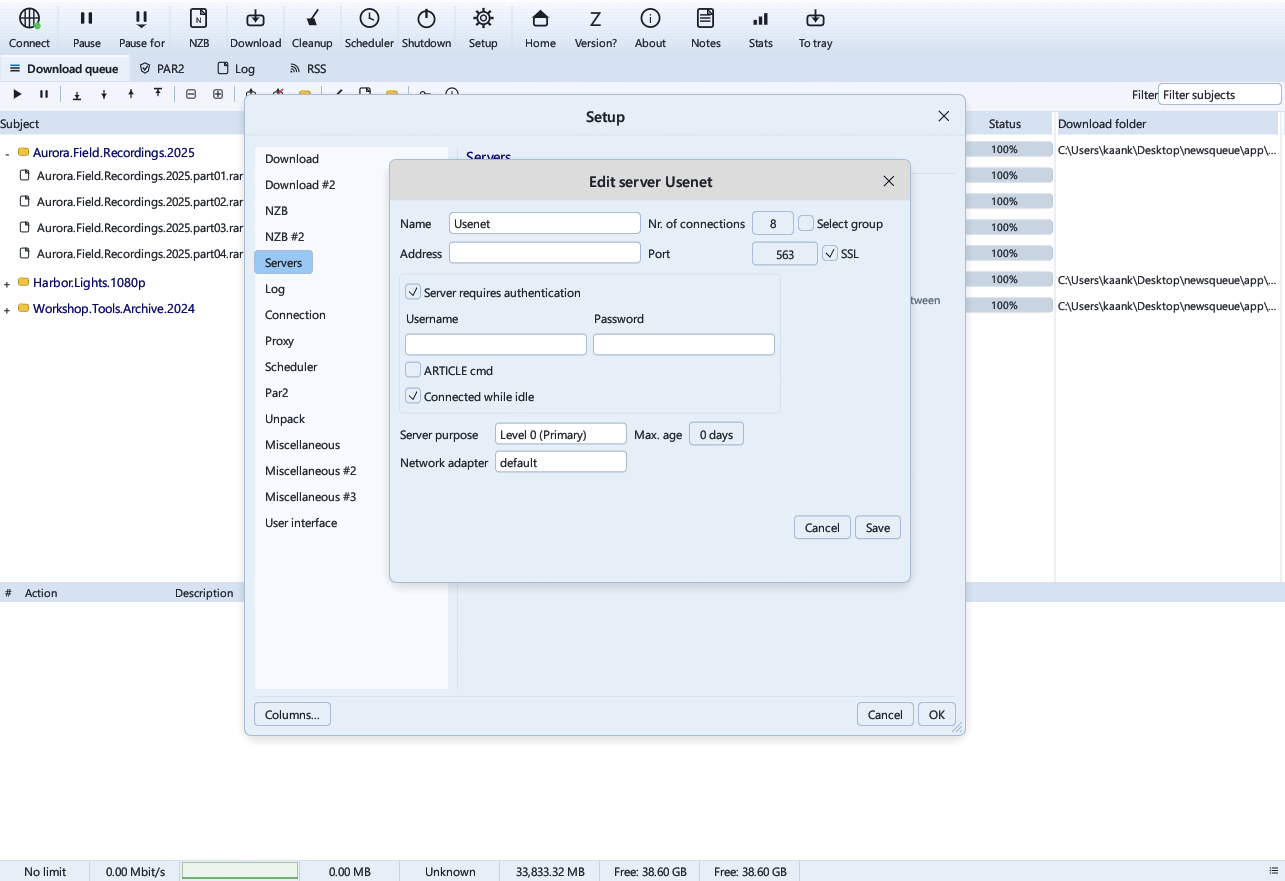 Connect Pause Pause for NZB Download Cleanup Scheduler Shutdown Setup Home Version? About Notes Stats To tray
Download queue PAR2 Log RSS
Filter Filter subjects
Subject Status Download folder
- Aurora.Field.Recordings.2025 100% C:\Users\kaank\Desktop\newsqueue\app\...
Aurora.Field.Recordings.2025.part01.rar 100%
Aurora.Field.Recordings.2025.part02.rar 100%
Aurora.Field.Recordings.2025.part03.rar 100%
Aurora.Field.Recordings.2025.part04.rar 100%
+ Harbor.Lights.1080p 100% C:\Users\kaank\Desktop\newsqueue\app\...
+ Workshop.Tools.Archive.2024 100% C:\Users\kaank\Desktop\newsqueue\app\...
# Action Description
Setup
Download
Download #2
NZB
NZB #2
Servers
Log
Connection
Proxy
Scheduler
Par2
Unpack
Miscellaneous
Miscellaneous #2
Miscellaneous #3
User interface
Servers
tween
Edit server Usenet
Name Usenet Nr. of connections 8 Select group
Address Port 563 SSL
Server requires authentication
Username Password
ARTICLE cmd
Connected while idle
Server purpose Level 0 (Primary) Max. age 0 days
Network adapter default
Cancel Save
Columns... Cancel OK
No limit 0.00 Mbit/s 0.00 MB Unknown 33,833.32 MB Free: 38.60 GB Free: 38.60 GB